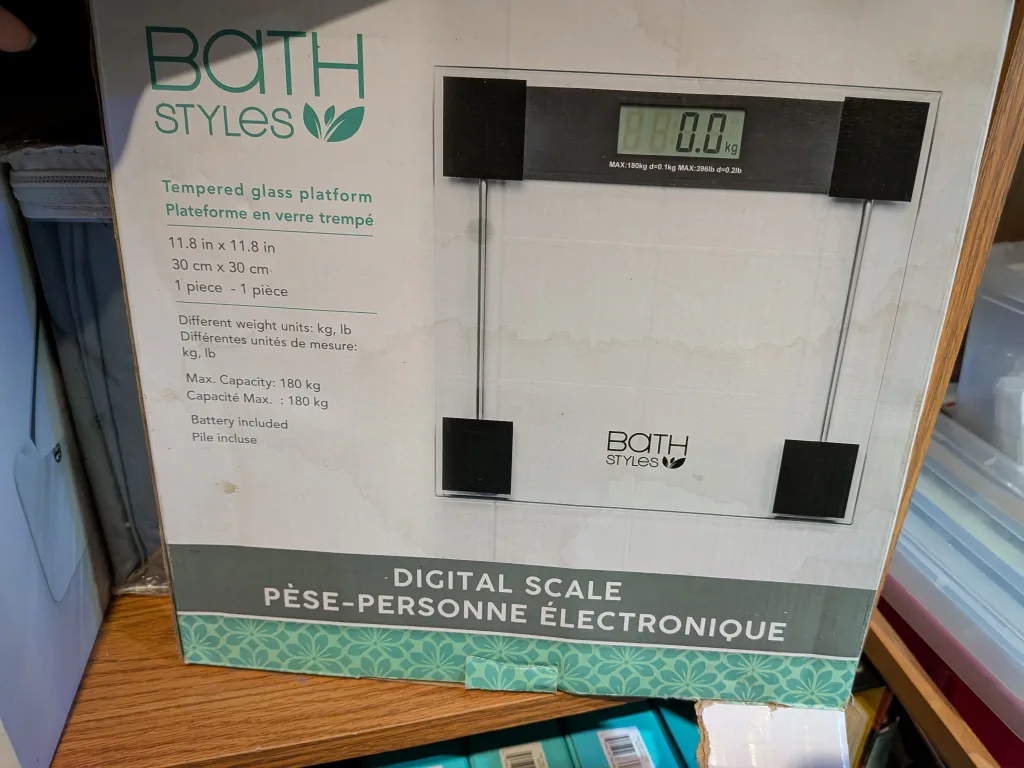 BaTH
STYLes
Tempered glass platform
Plateforme en verre trempé
11.8 in x 11.8 in
30 cm x 30 cm
1 piece - 1 pièce
Different weight units: kg, lb
Différentes unités de mesure:
kg, lb
Max. Capacity: 180 kg
Capacité Max. : 180 kg
Battery included
Pile incluse
0.0 kg
MAX:180kg d=0.1kg MAX:396lb d=0.2lb
BaTH
STYLes
DIGITAL SCALE
PÈSE-PERSONNE ÉLECTRONIQUE